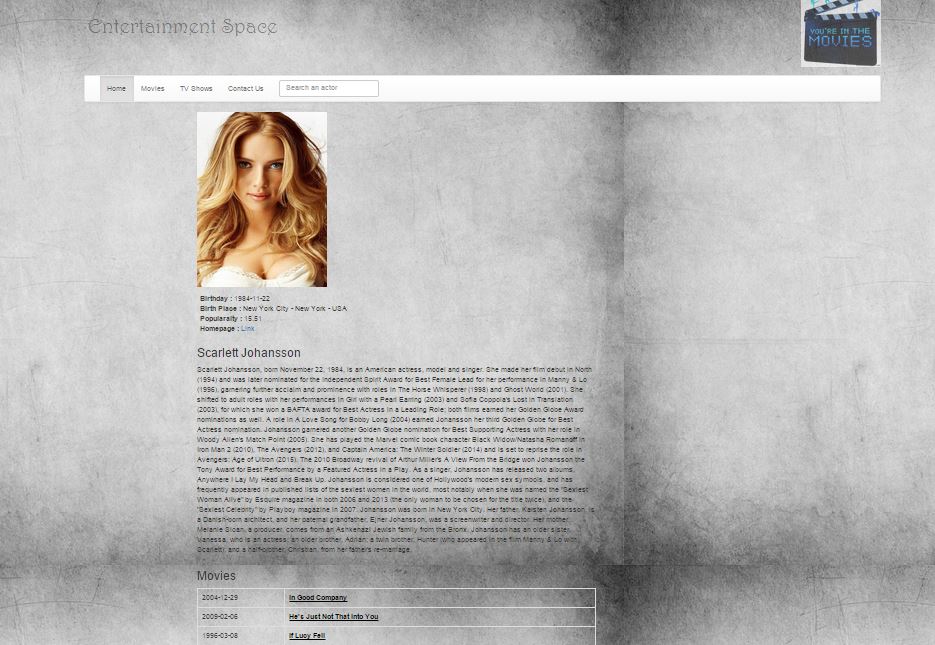 Entertainment Space
YOU'RE IN THE
MOVIES
Home Movies TV Shows Contact Us Search an actor
Birthday : 1984-11-22
Birth Place : New York City - New York - USA
Popularaity : 15.51
Homepage : Link
Scarlett Johansson
Scarlett Johansson, born November 22, 1984, is an American actress, model and singer. She made her film debut in North
(1994) and was later nominated for the Independent Spirit Award for Best Female Lead for her performance in Manny & Lo
(1996), garnering further acclaim and prominence with roles in The Horse Whisperer (1998) and Ghost World (2001). She
shifted to adult roles with her performances in Girl with a Pearl Earring (2003) and Sofia Coppola's Lost in Translation
(2003), for which she won a BAFTA award for Best Actress in a Leading Role; both films earned her Golden Globe Award
nominations as well. A role in A Love Song for Bobby Long (2004) earned Johansson her third Golden Globe for Best
Actress nomination. Johansson garnered another Golden Globe nomination for Best Supporting Actress with her role in
Woody Allen's Match Point (2005). She has played the Marvel comic book character Black Widow/Natasha Romanoff in
Iron Man 2 (2010), The Avengers (2012), and Captain America: The Winter Soldier (2014) and is set to reprise the role in
Avengers: Age of Ultron (2015). The 2010 Broadway revival of Arthur Miller's A View From the Bridge won Johansson the
Tony Award for Best Performance by a Featured Actress in a Play. As a singer, Johansson has released two albums,
Anywhere I Lay My Head and Break Up. Johansson is considered one of Hollywood's modern sex symbols, and has
frequently appeared in published lists of the sexiest women in the world, most notably when she was named the "Sexiest
Woman Alive" by Esquire magazine in both 2006 and 2013 (the only woman to be chosen for the title twice), and the
"Sexiest Celebrity" by Playboy magazine in 2007. Johansson was born in New York City. Her father, Karsten Johansson, is
a Danish-born architect, and her paternal grandfather, Ejner Johansson, was a screenwriter and director. Her mother,
Melanie Sloan, a producer, comes from an Ashkenazi Jewish family from the Bronx. Johansson has an older sister,
Vanessa, who is an actress; an older brother, Adrian; a twin brother, Hunter (who appeared in the film Manny & Lo with
Scarlett); and a half-brother, Christian, from her father's re-marriage.
Movies
2004-12-29 In Good Company
2009-02-06 He's Just Not That Into You
1996-03-08 If Lucy Fell